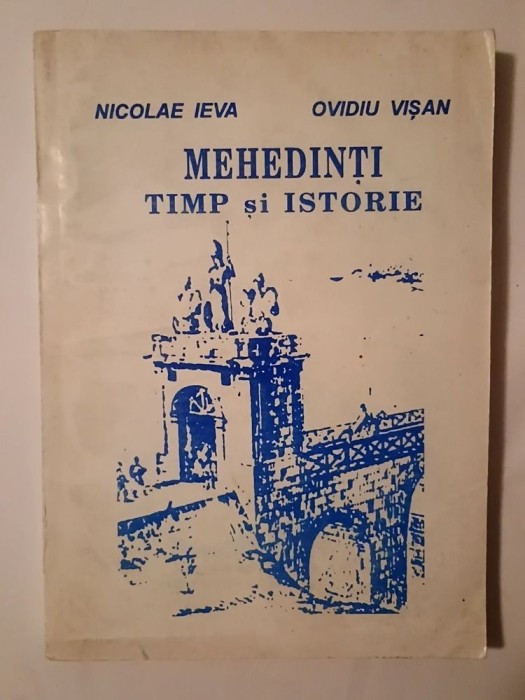 NICOLAE IEVA OVIDIU VIȘAN
MEHEDINȚI
TIMP și ISTORIE